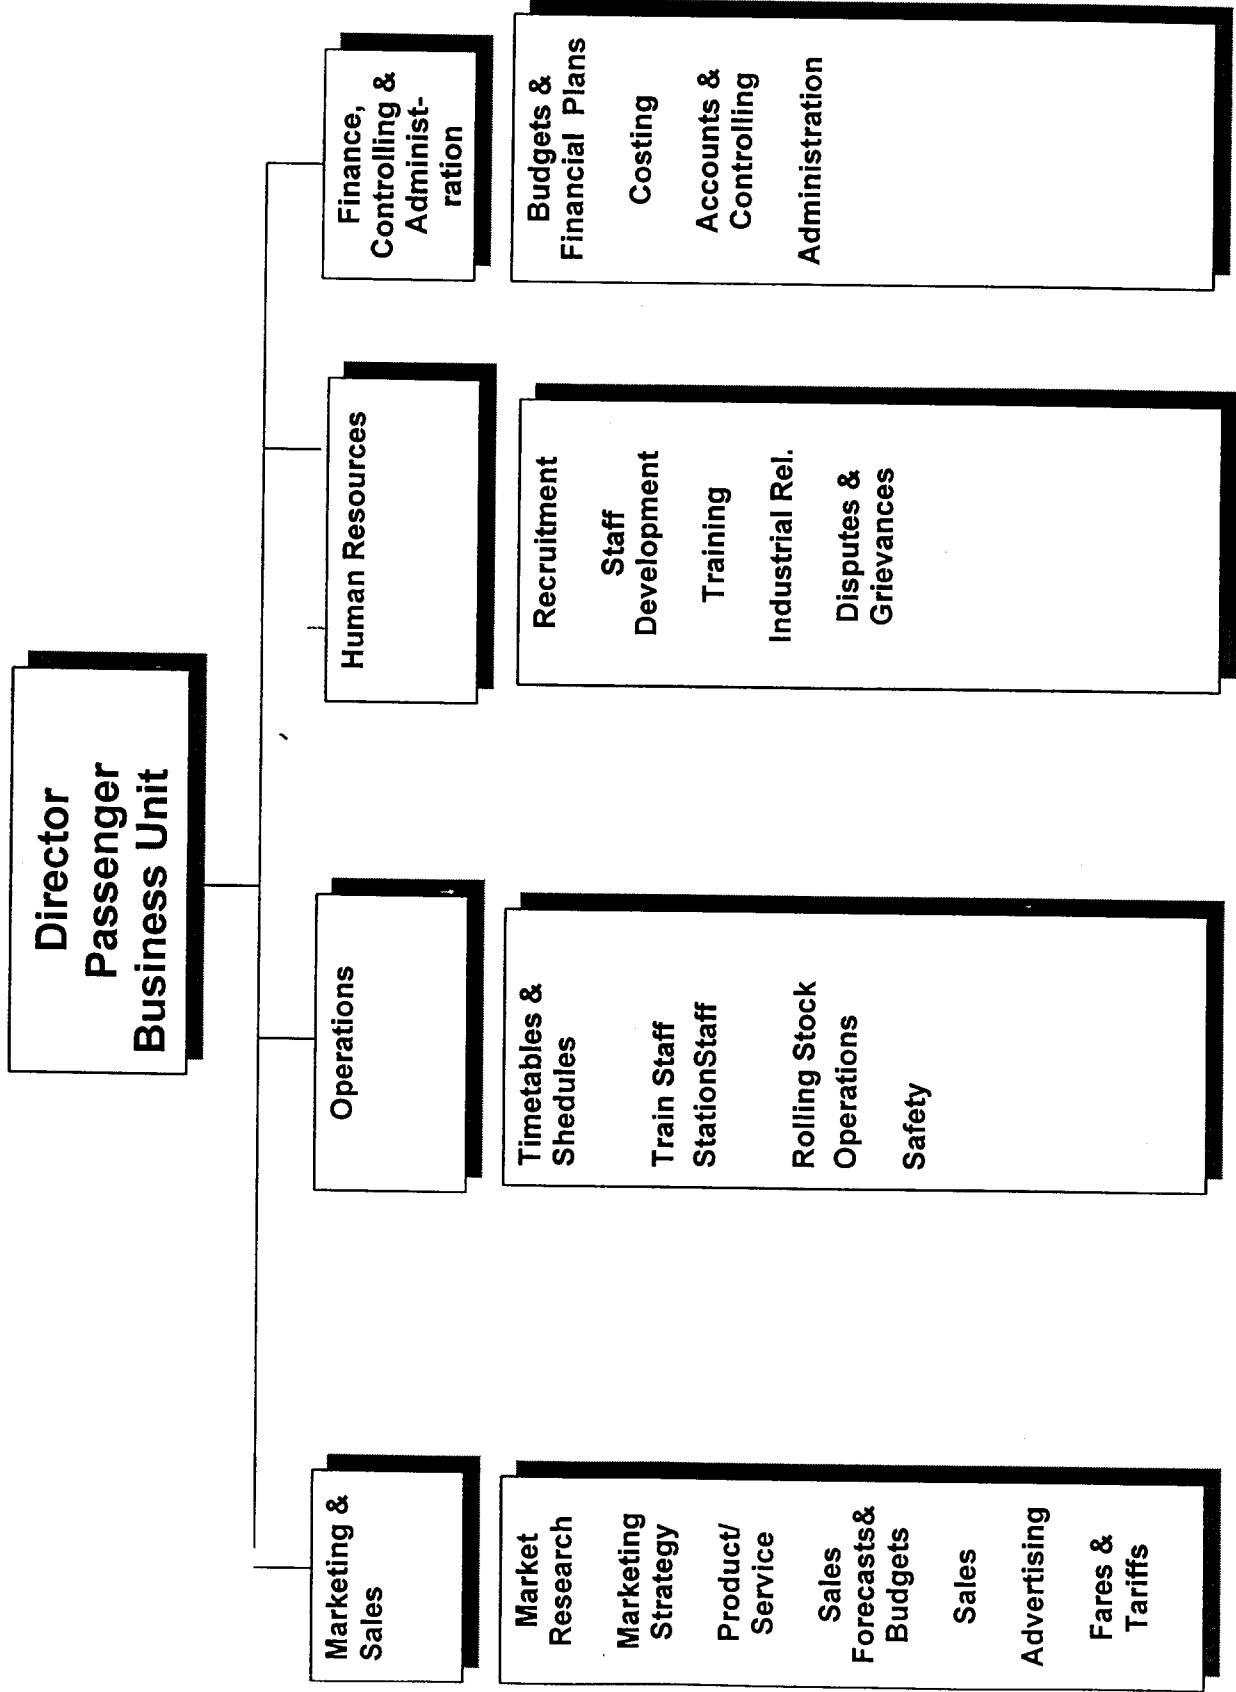 Director
Passenger
Business Unit
Marketing &
Sales
Market
Research
Marketing
Strategy
Product/
Service
Sales
Forecasts&
Budgets
Sales
Advertising
Fares &
Tariffs
Operations
Timetables &
Shedules
Train Staff
StationStaff
Rolling Stock
Operations
Safety
Human Resources
Recruitment
Staff
Development
Training
Industrial Rel.
Disputes &
Grievances
Finance,
Controlling &
Administ-
ration
Budgets &
Financial Plans
Costing
Accounts &
Controlling
Administration